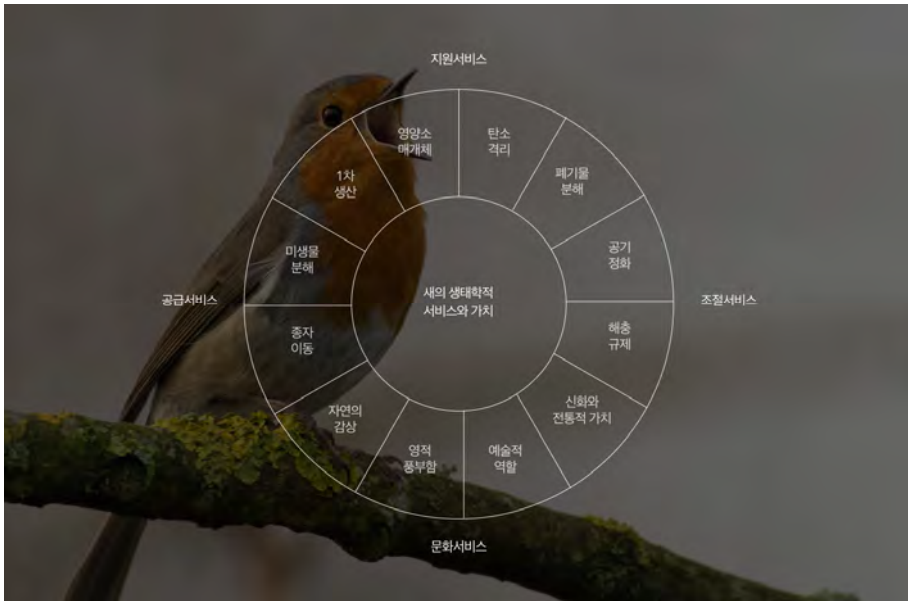 지원서비스
영양소
매개체
탄소
격리
폐기물
분해
공기
정화
해충
규제
신화와
전통적 가치
예술적
역할
영적
풍부함
자연의
감상
종자
이동
미생물
분해
1차
생산
새의 생태학적
서비스와 가치
공급서비스
조절서비스
문화서비스